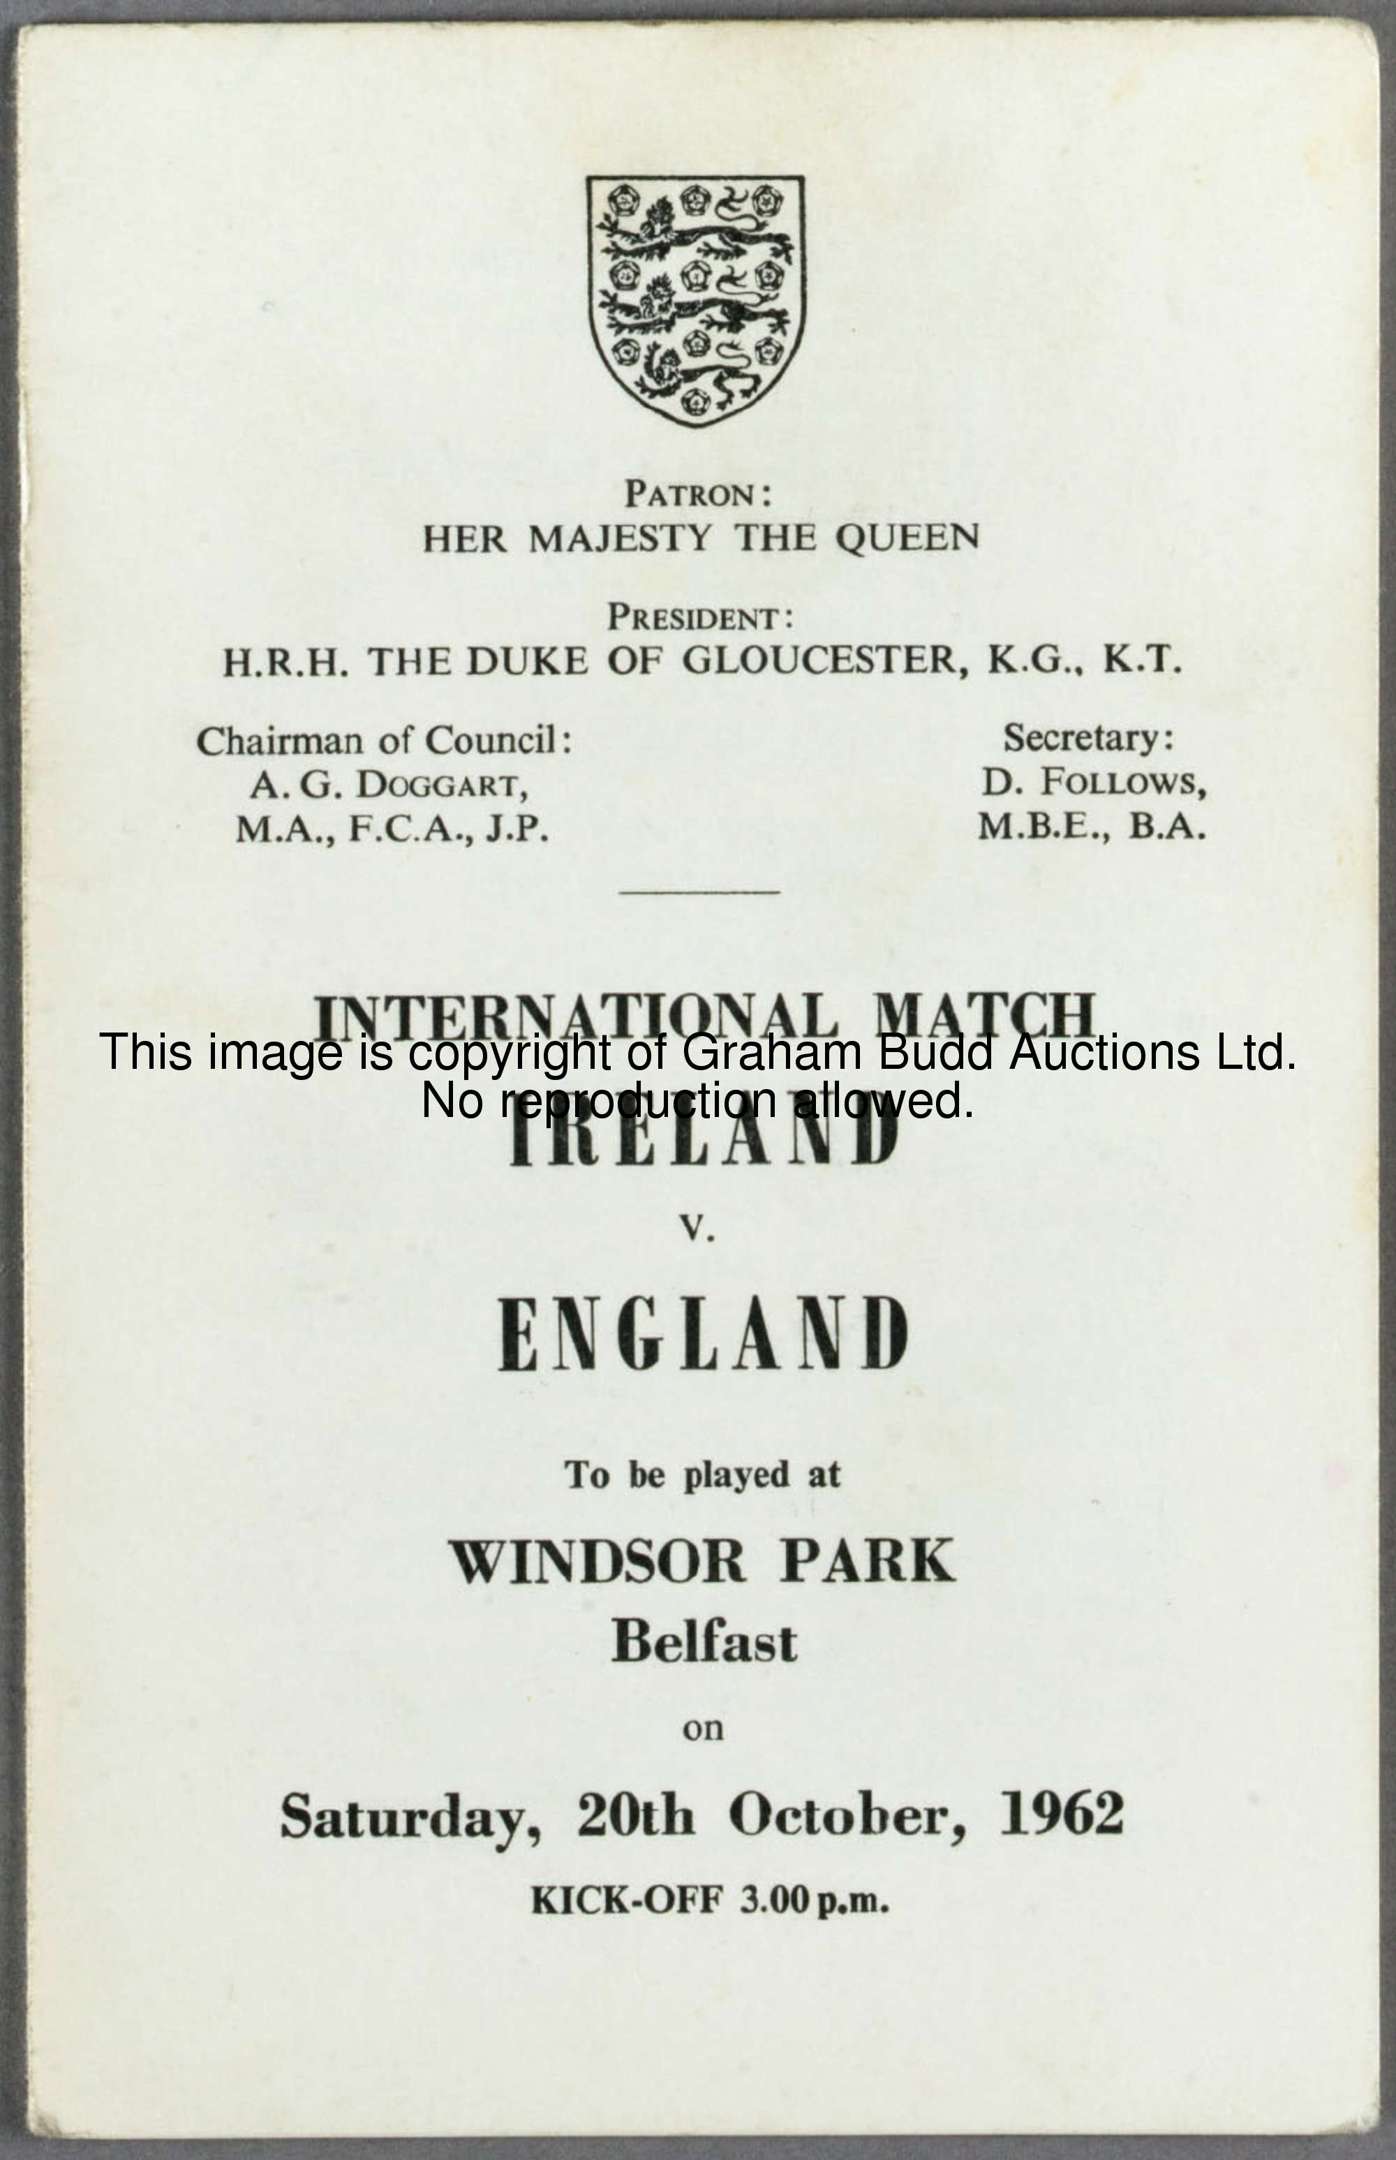 PATRON:
HER MAJESTY THE QUEEN
PRESIDENT:
H.R.H. THE DUKE OF GLOUCESTER, K.G., K.T.
Chairman of Council:
A. G. DOGGART,
M.A., F.C.A., J.P.
Secretary:
D. FOLLOWS,
M.B.E., B.A.
INTERNATIONAL MATCH
This image is copyright of Graham Budd Auctions Ltd.
No reproduction allowed.
IRELAND
v.
ENGLAND
To be played at
WINDSOR PARK
Belfast
on
Saturday, 20th October, 1962
KICK-OFF 3.00 p.m.